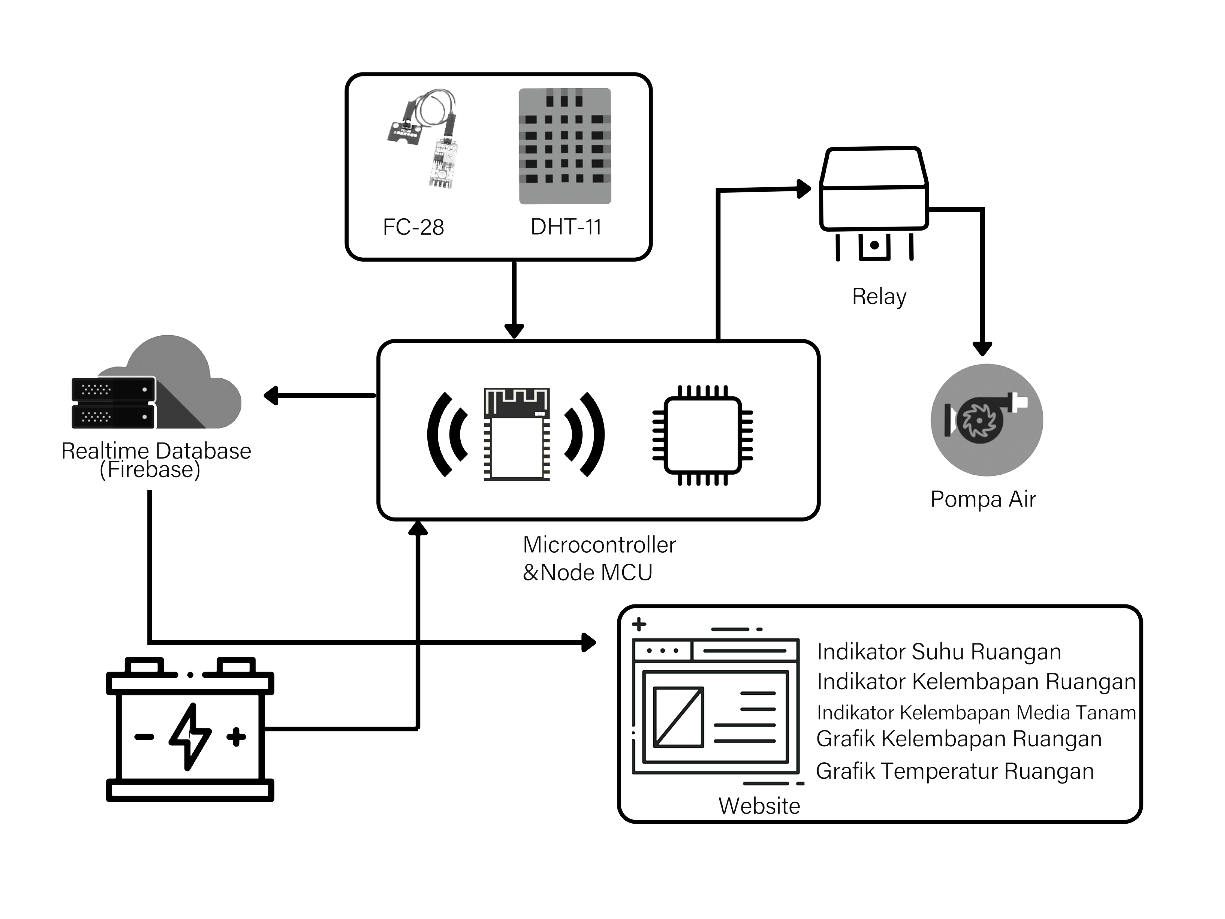 FC-28
DHT-11
Relay
Realtime Database
(Firebase)
Pompa Air
Microcontroller
&Node MCU
Indikator Suhu Ruangan
Indikator Kelembapan Ruangan
Indikator Kelembapan Media Tanam
Grafik Kelembapan Ruangan
Grafik Temperatur Ruangan
Website